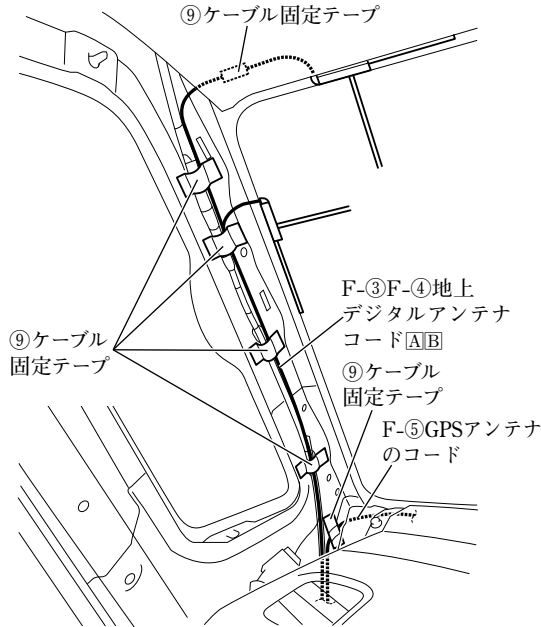 ⑨ケーブル固定テープ
F-③F-④地上
デジタルアンテナ
コードAB
⑨ケーブル
固定テープ
⑨ケーブル
固定テープ
F-⑤GPSアンテナ
のコード